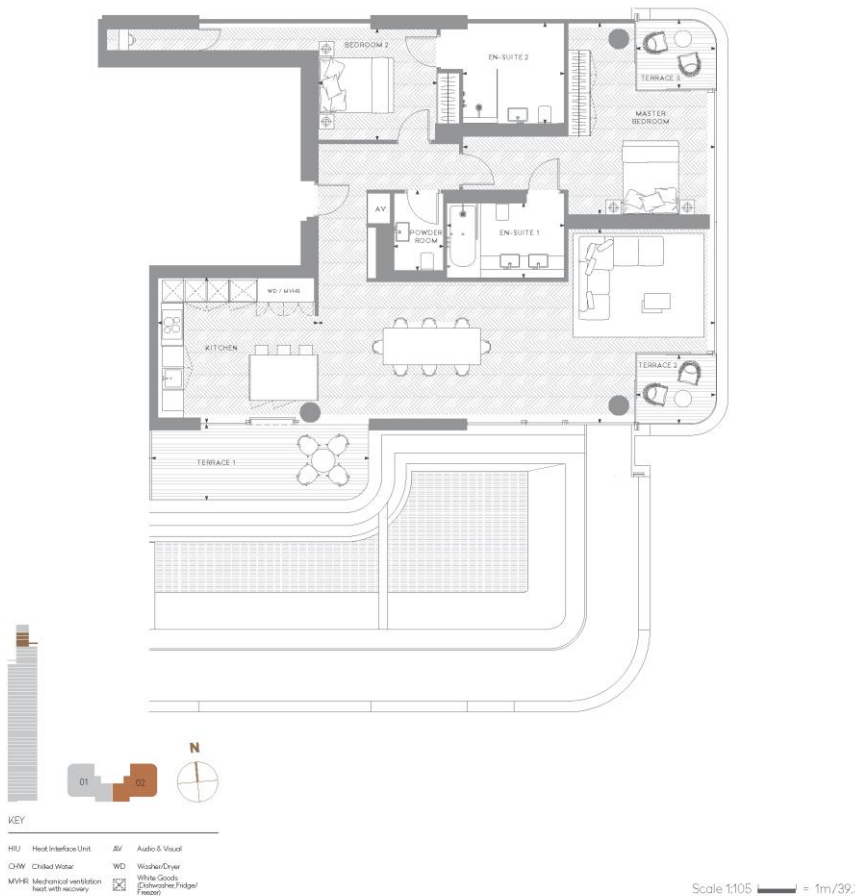 BEDROOM 2
EN-SUITE 2
TERRACE 3
MASTER
BEDROOM
AV
POWDER
ROOM
EN-SUITE 1
WD / MVHR
KITCHEN
TERRACE 2
TERRACE 1
N
01
02
KEY
HIU Heat Interface Unit AV Audio & Visual
CHW Chilled Water WD Washer/Dryer
MVHR Mechanical ventilation
heat with recovery
White Goods
(Dishwasher,Fridge/
Freezer)
Scale 1:105 = 1m/39.